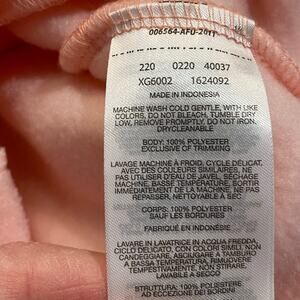 006564-AFU-2011
220 0220 40037
XG6002 1624092
MADE IN INDONESIA
MACHINE WASH COLD GENTLE, WITH LIKE
COLORS, DO NOT BLEACH, TUMBLE DRY
LOW, REMOVE PROMPTLY, DO NOT IRON,
DRYCLEANABLE
BODY: 100% POLYESTER
EXCLUSIVE OF TRIMMING
LAVAGE MACHINE À FROID, CYCLE DÉLICAT,
AVEC DES COULEURS SIMILAIRES, NE
PAS UTILISER D'EAU DE JAVEL, SÉCHAGE
MACHINE, BASSE TEMPÉRATURE, SORTIR
IMMÉDIATEMENT DE LA MACHINE, NE PAS
REPASSER, NETTOYABLE À SEC
CORPS: 100% POLYESTER
SAUF LES BORDURES
FABRIQUÉ EN INDONÉSIE
LAVARE IN LAVATRICE IN ACQUA FREDDA,
CICLO DELICATO, CON COLORI SIMILI, NON
CANDEGGIARE, ASCIUGARE A TAMBURO
A BASSA TEMPERATURA, RIMUOVERE
TEMPESTIVAMENTE, NON STIRARE,
LAVABILE A SECCO
STRUTTURA: 100% POLIESTERE
AD ECCEZIONE DEI BORDINI